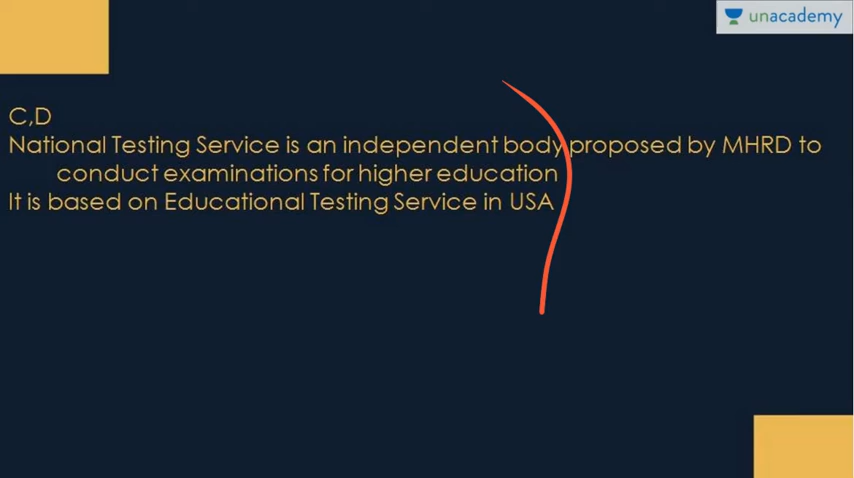 unacademy
C,D
National Testing Service is an independent body proposed by MHRD to
conduct examinations for higher education
It is based on Educational Testing Service in USA